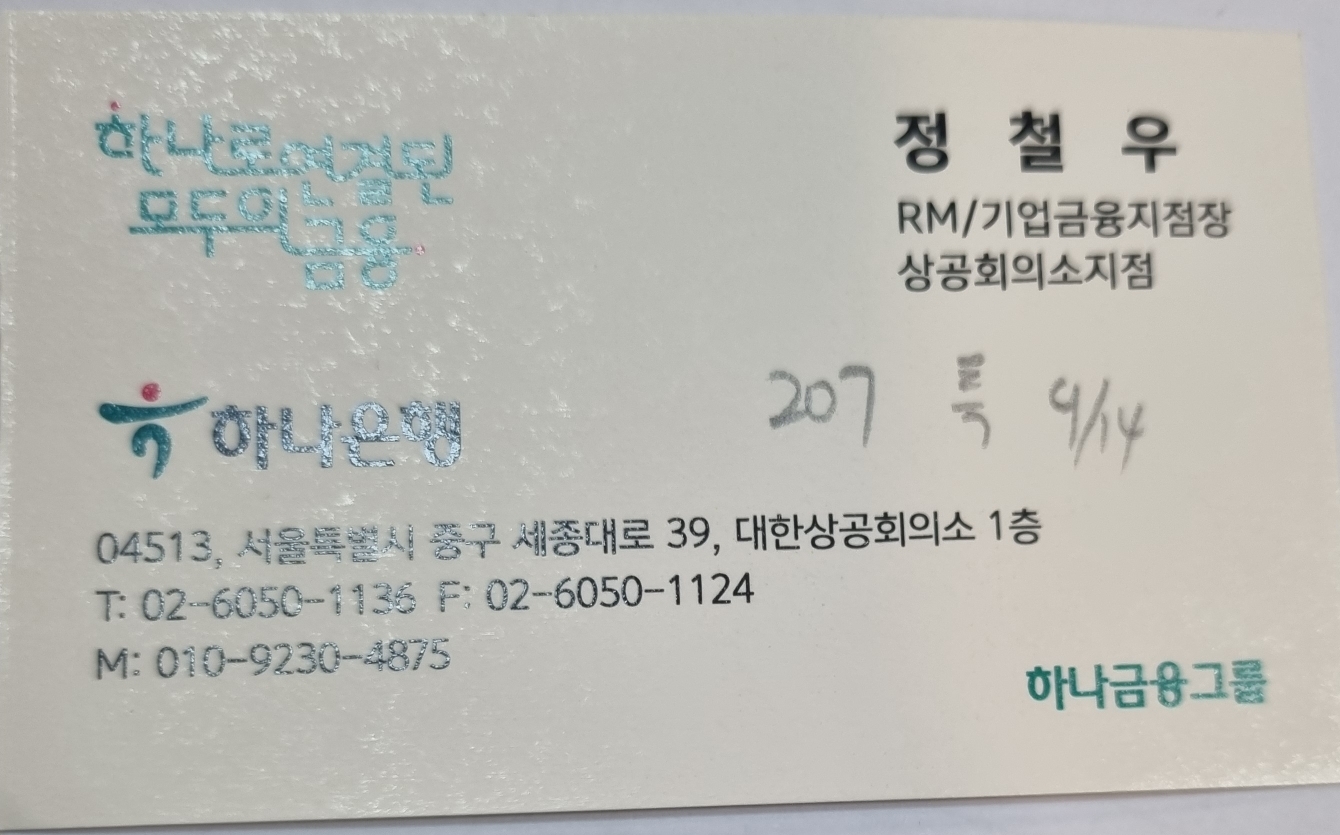 하나로 연결된
모두의 금융
정 철 우
RM/기업금융지점장
상공회의소지점
하나은행
207 특 9/14
04513, 서울특별시 중구 세종대로 39, 대한상공회의소 1층
T: 02-6050-1136 F: 02-6050-1124
M: 010-9230-4875
하나금융그룹